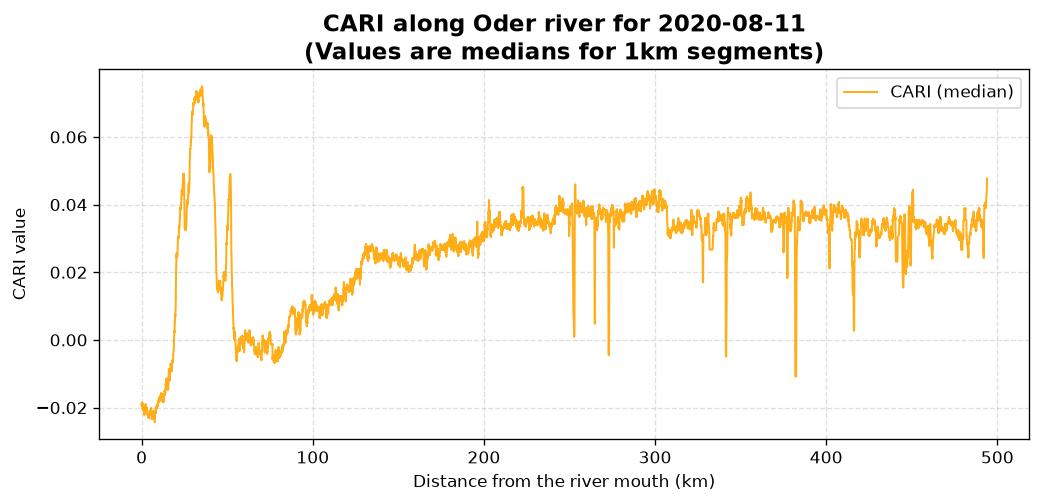 CARI along Oder river for 2020-08-11
(Values are medians for 1km segments)
CARI (median)
CARI value
0.06
0.04
0.02
0.00
−0.02
0
100
200
300
400
500
Distance from the river mouth (km)